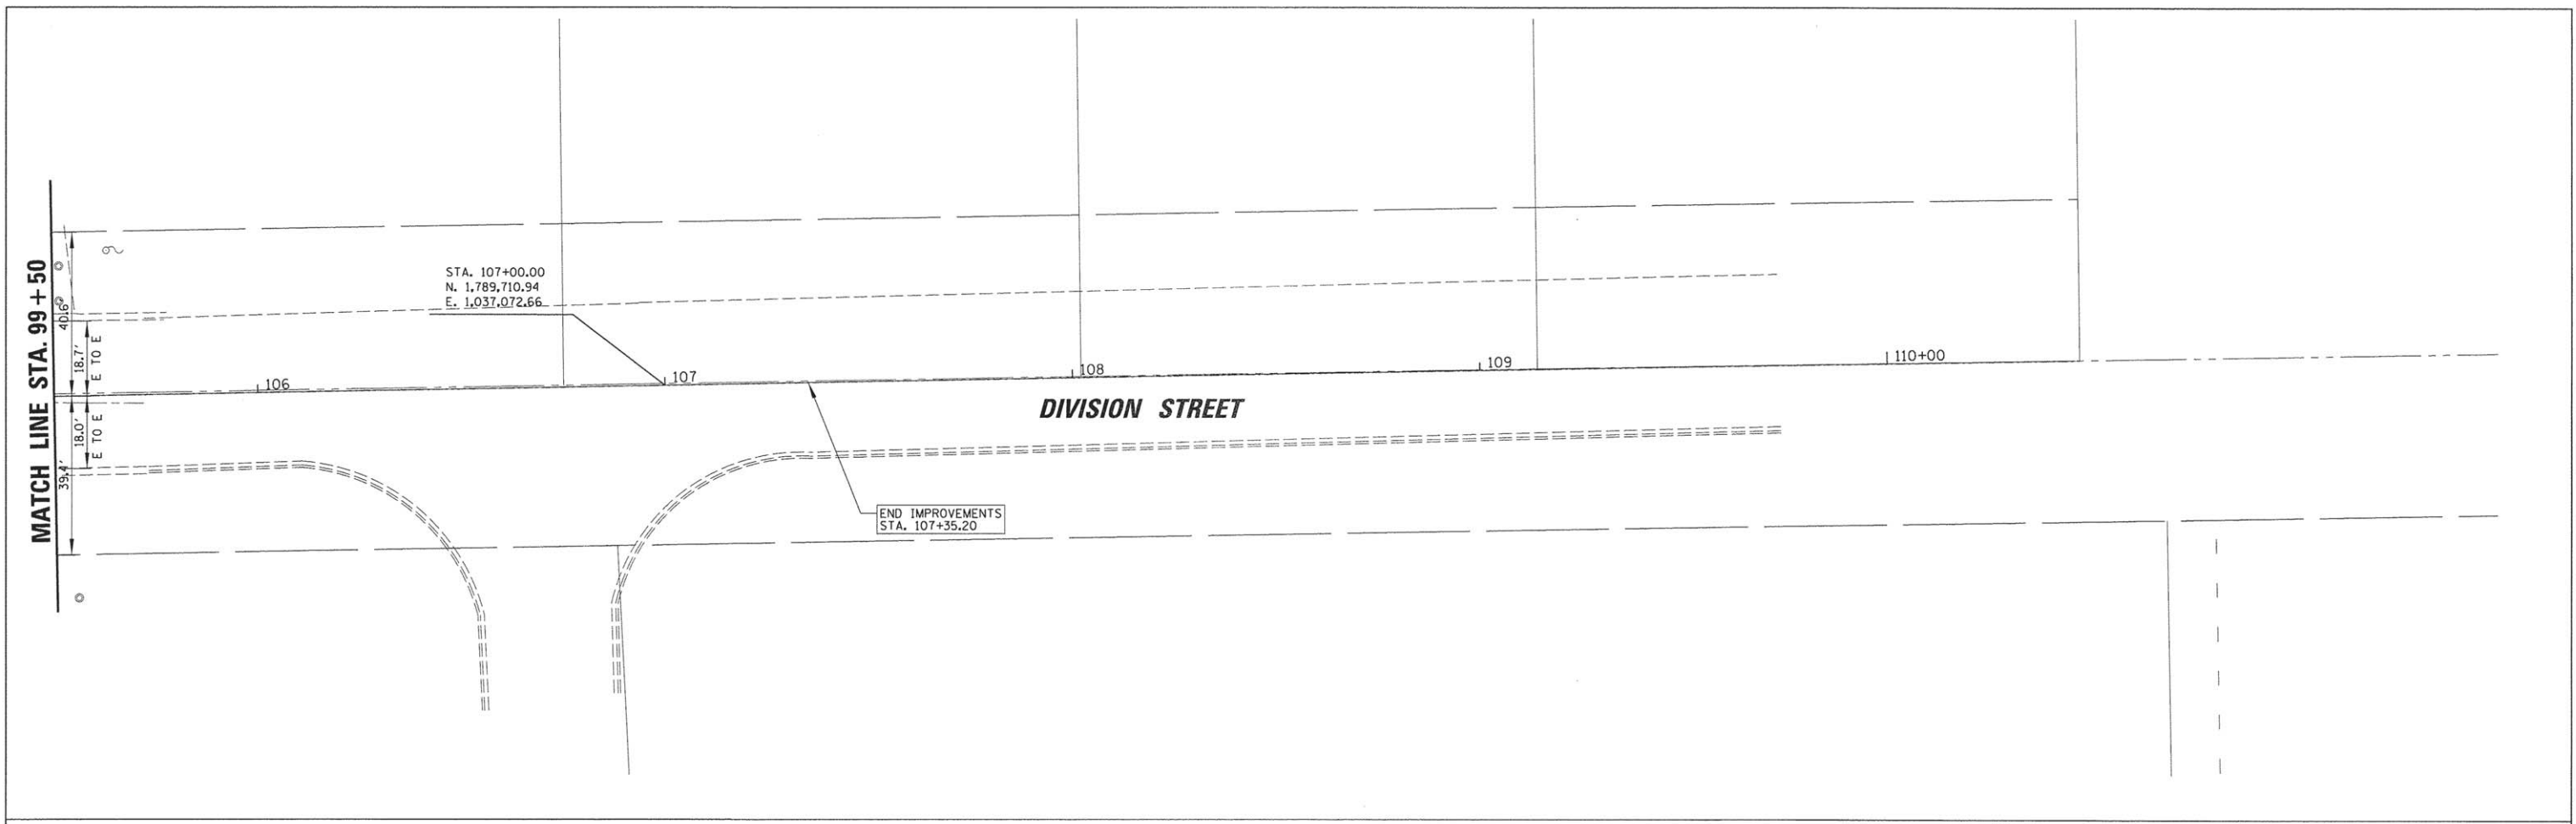 MATCH LINE STA. 99+50
40.6'
18.7'
E TO E
18.0'
E TO E
39.4'
STA. 107+00.00
N. 1,789,710.94
E. 1,037,072.66
106
107
108
109
110+00
DIVISION STREET
END IMPROVEMENTS
STA. 107+35.20